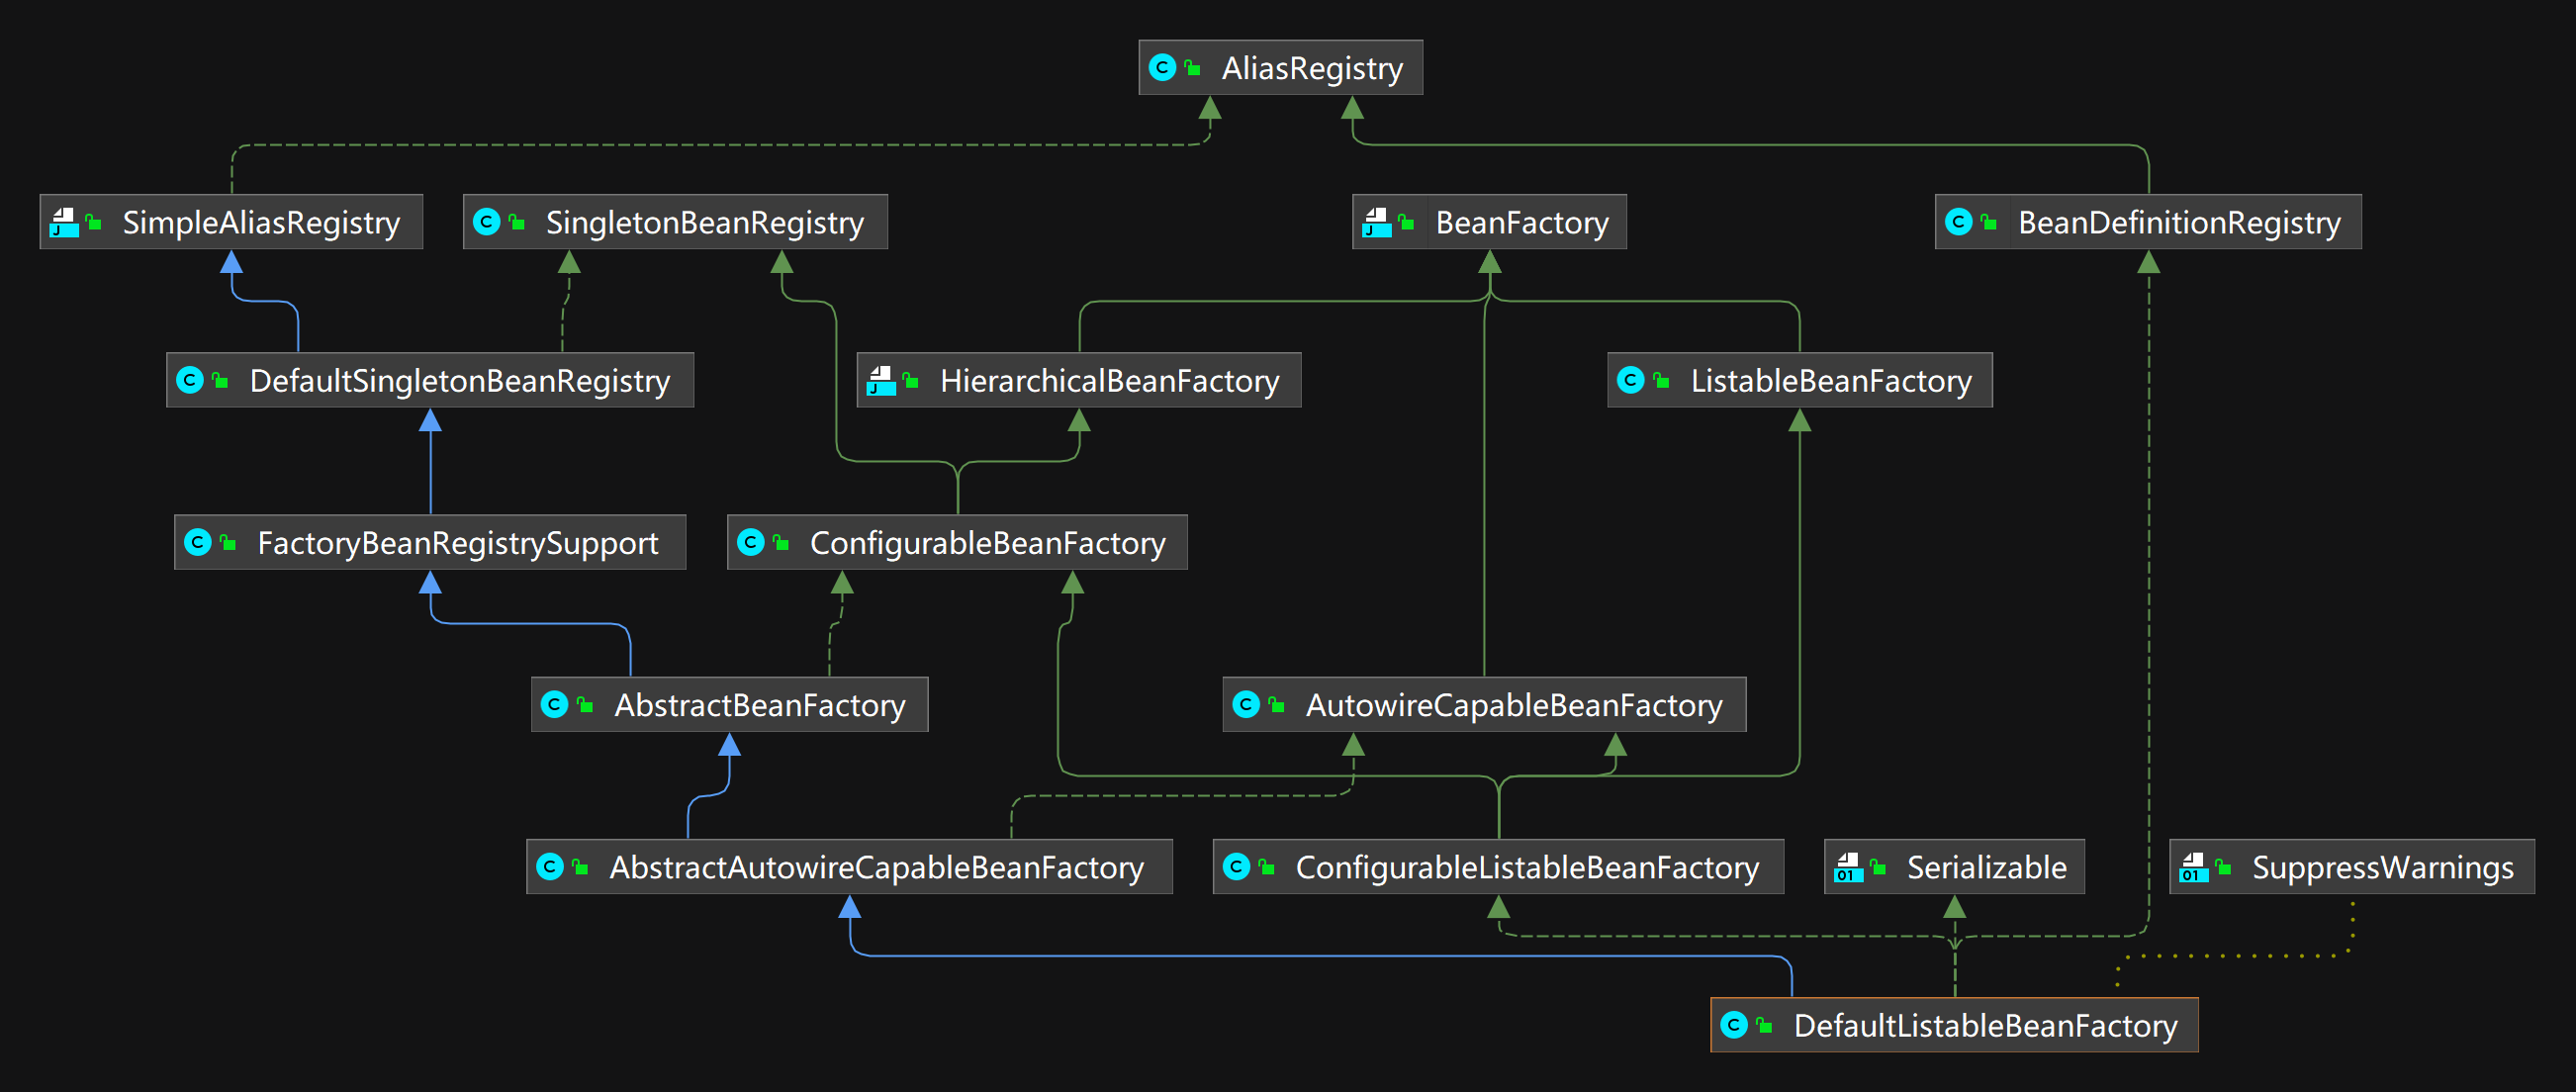 AliasRegistry
SimpleAliasRegistry
SingletonBeanRegistry
BeanFactory
BeanDefinitionRegistry
DefaultSingletonBeanRegistry
HierarchicalBeanFactory
ListableBeanFactory
FactoryBeanRegistrySupport
ConfigurableBeanFactory
AbstractBeanFactory
AutowireCapableBeanFactory
AbstractAutowireCapableBeanFactory
ConfigurableListableBeanFactory
Serializable
SuppressWarnings
DefaultListableBeanFactory